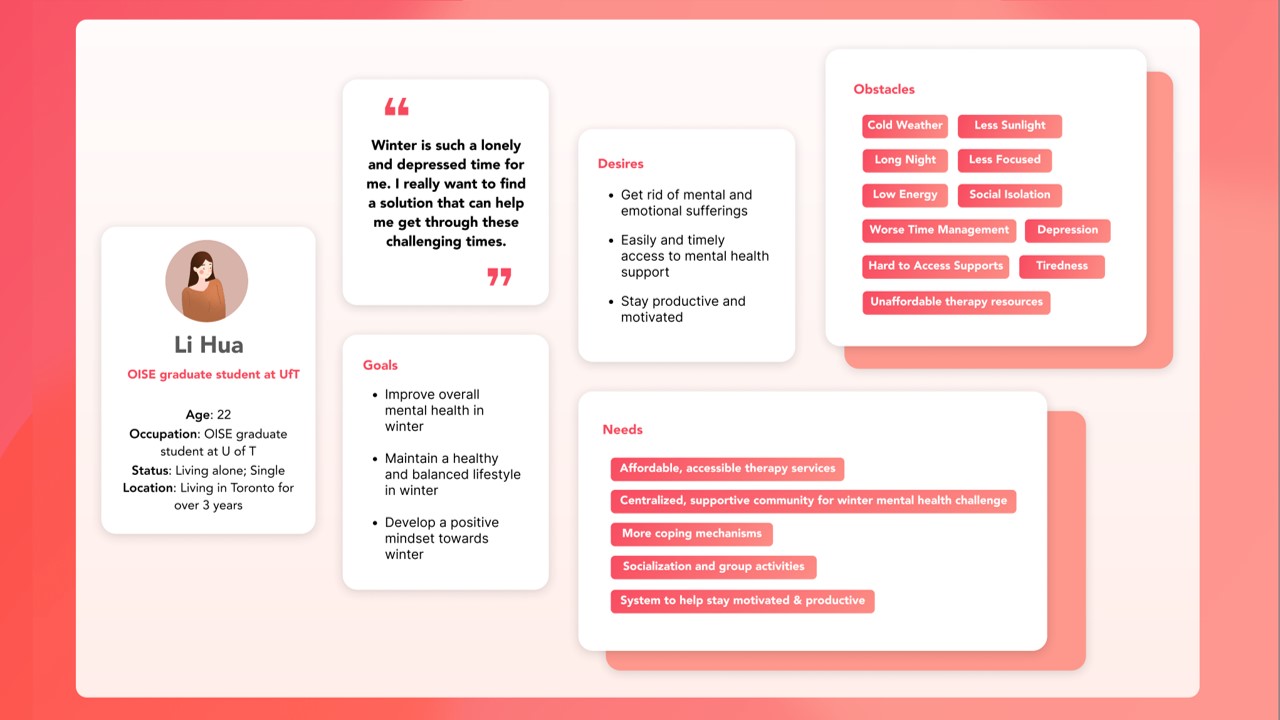 Li Hua
OISE graduate student at UfT
Age: 22
Occupation: OISE graduate
student at U of T
Status: Living alone; Single
Location: Living in Toronto for
over 3 years
“
Winter is such a lonely
and depressed time for
me. I really want to find
a solution that can help
me get through these
challenging times.
”
Goals
• Improve overall
mental health in
winter
• Maintain a healthy
and balanced lifestyle
in winter
• Develop a positive
mindset towards
winter
Desires
• Get rid of mental and
emotional sufferings
• Easily and timely
access to mental health
support
• Stay productive and
motivated
Obstacles
Cold Weather Less Sunlight
Long Night Less Focused
Low Energy Social Isolation
Worse Time Management Depression
Hard to Access Supports Tiredness
Unaffordable therapy resources
Needs
Affordable, accessible therapy services
Centralized, supportive community for winter mental health challenge
More coping mechanisms
Socialization and group activities
System to help stay motivated & productive